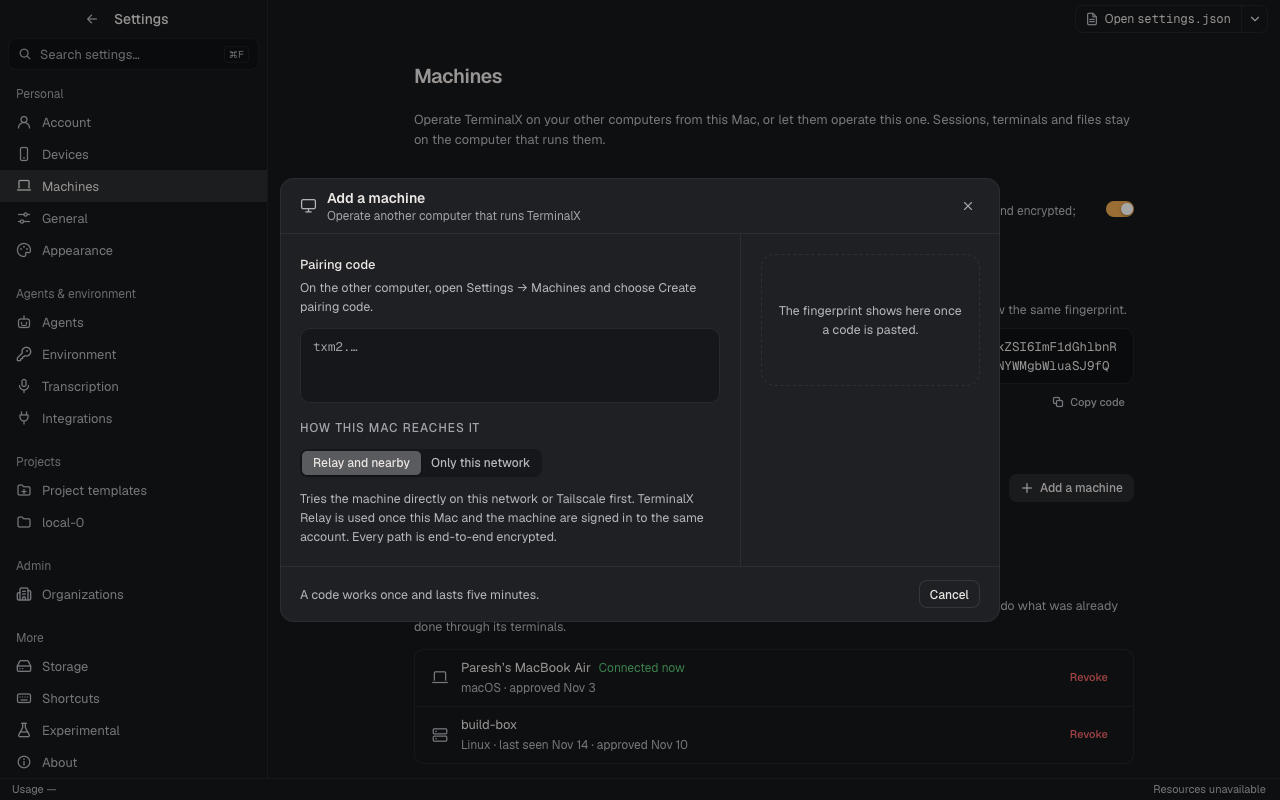 Settings
Open settings.json
Search settings…
⌘F
Personal
Account
Devices
Machines
General
Appearance
Agents & environment
Agents
Environment
Transcription
Integrations
Projects
Project templates
local-0
Admin
Organizations
More
Storage
Shortcuts
Experimental
About
Machines
Operate TerminalX on your other computers from this Mac, or let them operate this one. Sessions, terminals and files stay
on the computer that runs them.
nd encrypted;
the same fingerprint.
ZSI6ImF1dGhlbnR
YWMgbWluaSJ9fQ
Copy code
Add a machine
Add a machine
Operate another computer that runs TerminalX
Pairing code
On the other computer, open Settings → Machines and choose Create
pairing code.
txm2.…
HOW THIS MAC REACHES IT
Relay and nearby
Only this network
Tries the machine directly on this network or Tailscale first. TerminalX
Relay is used once this Mac and the machine are signed in to the same
account. Every path is end-to-end encrypted.
The fingerprint shows here once
a code is pasted.
A code works once and lasts five minutes.
Cancel
do what was already
done through its terminals.
Paresh's MacBook Air Connected now
macOS · approved Nov 3
Revoke
build-box
Linux · last seen Nov 14 · approved Nov 10
Revoke
Usage —
Resources unavailable